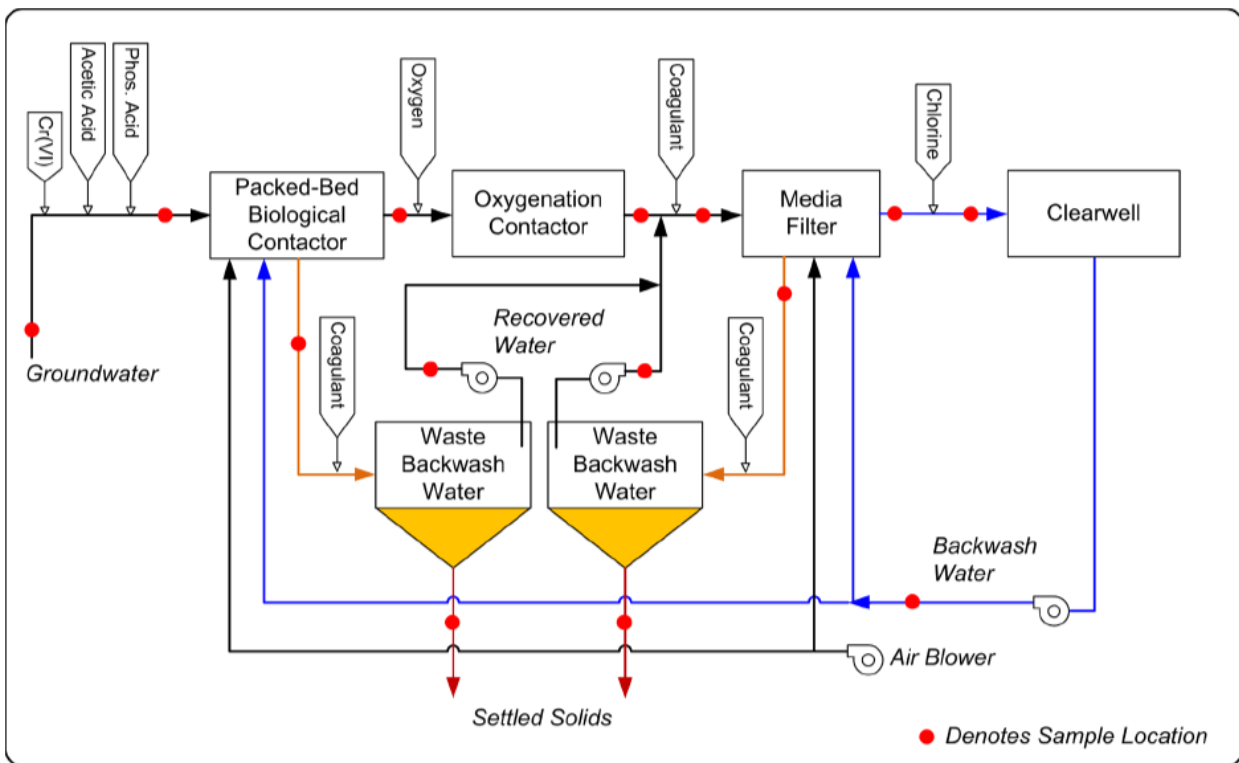 Cr(VI)
Acetic Acid
Phos. Acid
Oxygen
Coagulant
Chlorine
Packed-Bed
Biological
Contactor
Oxygenation
Contactor
Media
Filter
Clearwell
Groundwater
Coagulant
Recovered
Water
Coagulant
Waste
Backwash
Water
Waste
Backwash
Water
Backwash
Water
Air Blower
Settled Solids
Denotes Sample Location